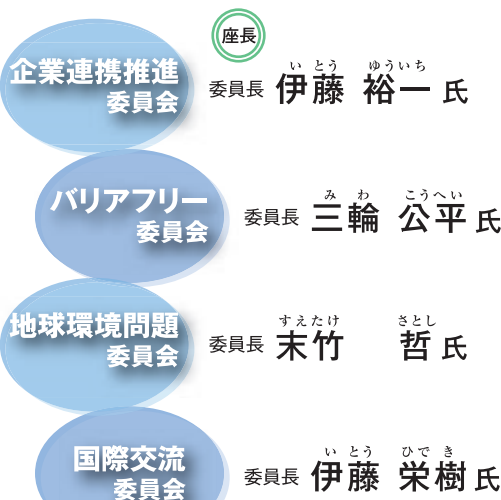 座長
企業連携推進
委員会
い とう ゆういち
委員長 伊藤 裕一 氏
バリアフリー
委員会
み わ こうへい
委員長 三輪 公平 氏
地球環境問題
委員会
すえたけ さとし
委員長 末竹 哲 氏
国際交流
委員会
い とう ひで き
委員長 伊藤 栄樹 氏